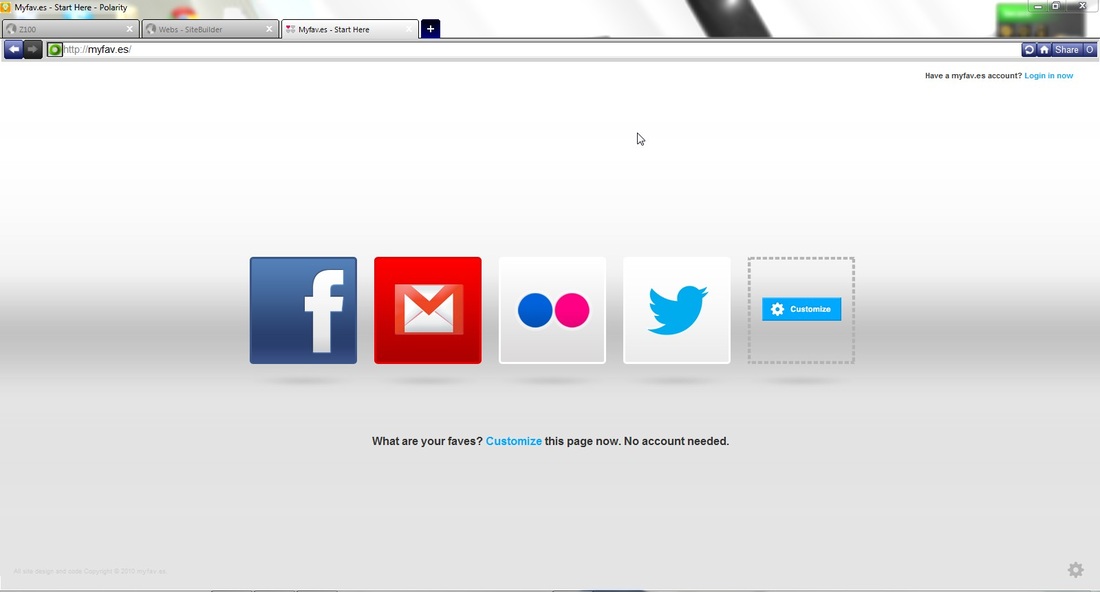 Myfav.es - Start Here - Polarity
Z100
Webs - SiteBuilder
Myfav.es - Start Here
http://myfav.es/
Share
O
Have a myfav.es account? Login in now
f
Customize
What are your faves? Customize this page now. No account needed.
All site design and code Copyright © 2010 myfav.es.